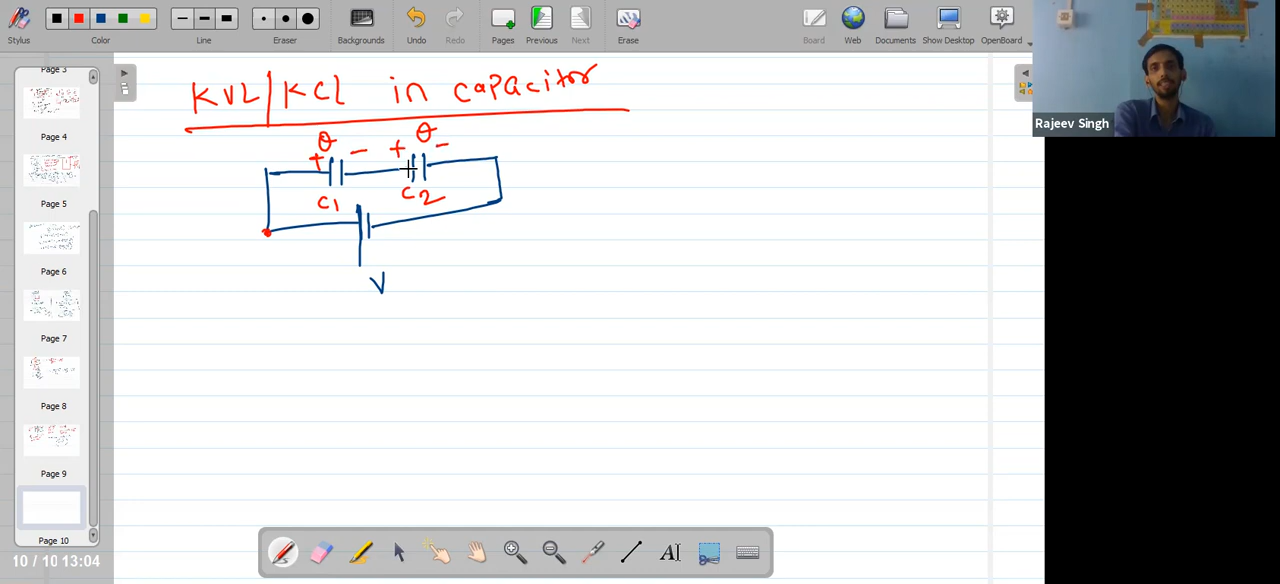 Stylus
Color
Line
Eraser
Backgrounds
Undo
Redo
Pages
Previous
Next
Erase
Board
Web
Documents
Show Desktop
OpenBoard
Rajeev Singh
Page 3
Page 4
Page 5
Page 6
Page 7
Page 8
Page 9
Page 10
10 / 10 13:04
KVL | KCL in capacitor
θ θ
+ - + -
C1 C2
V